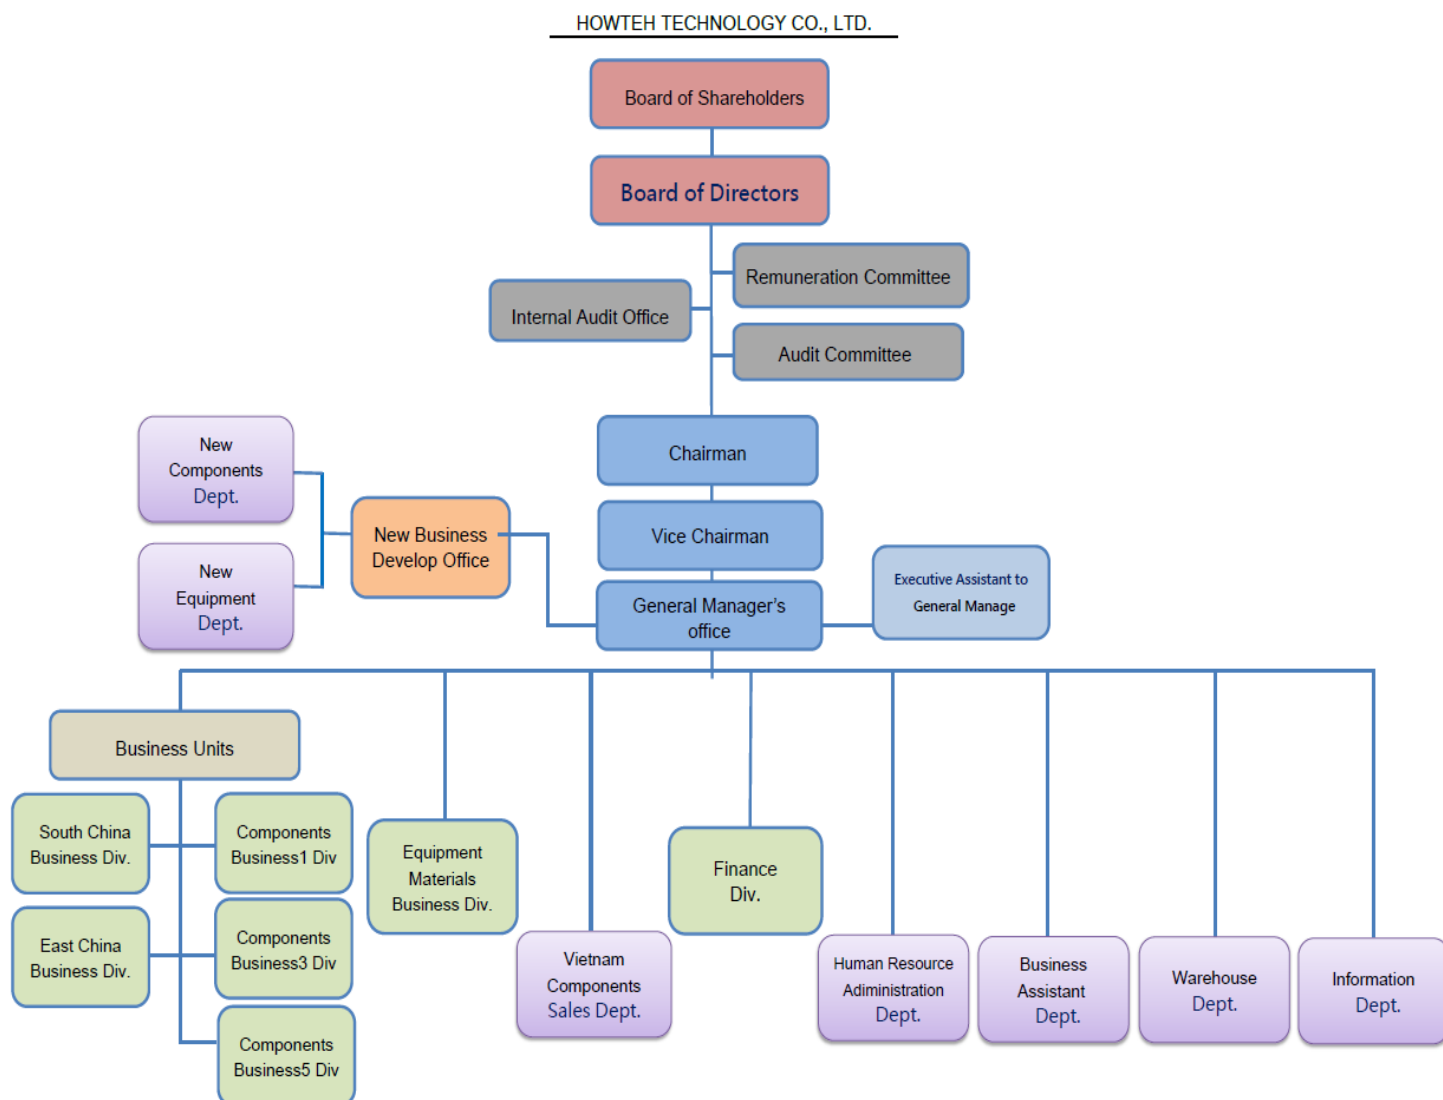 HOWTEH TECHNOLOGY CO., LTD.
Board of Shareholders
Board of Directors
Remuneration Committee
Internal Audit Office
Audit Committee
Chairman
New
Components
Dept.
Vice Chairman
New Business
Develop Office
New
Equipment
Dept.
Executive Assistant to
General Manage
General Manager's
office
Business Units
South China
Business Div.
Components
Business1 Div
East China
Business Div.
Components
Business3 Div
Components
Business5 Div
Equipment
Materials
Business Div.
Vietnam
Components
Sales Dept.
Finance
Div.
Human Resource
Adiministration
Dept.
Business
Assistant
Dept.
Warehouse
Dept.
Information
Dept.